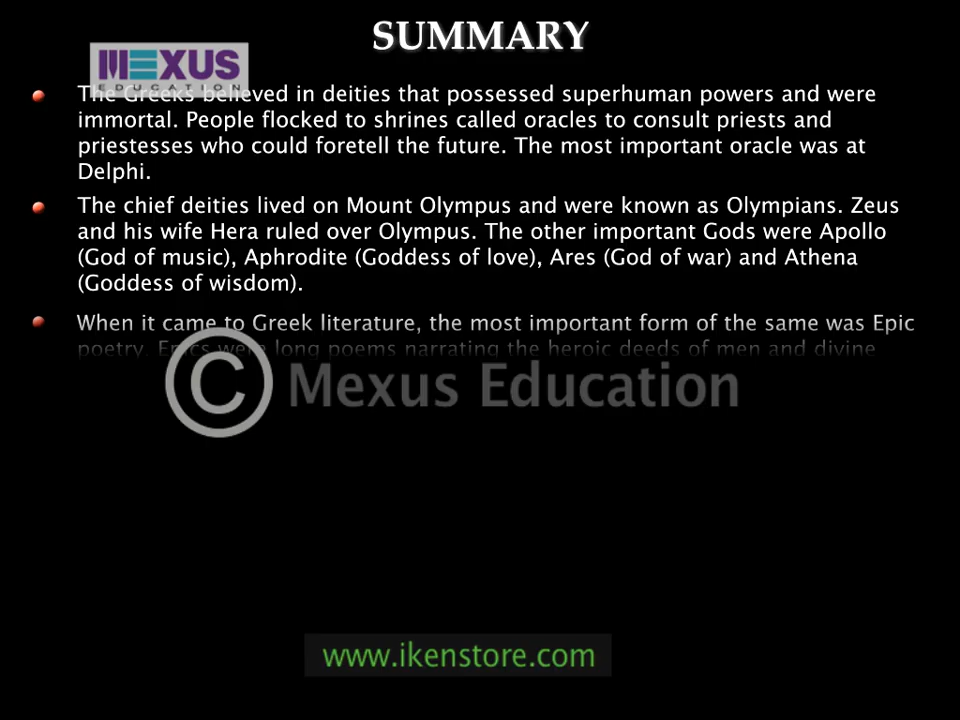 SUMMARY
MEXUS
EDUCATION
The Greeks believed in deities that possessed superhuman powers and were
immortal. People flocked to shrines called oracles to consult priests and
priestesses who could foretell the future. The most important oracle was at
Delphi.
The chief deities lived on Mount Olympus and were known as Olympians. Zeus
and his wife Hera ruled over Olympus. The other important Gods were Apollo
(God of music), Aphrodite (Goddess of love), Ares (God of war) and Athena
(Goddess of wisdom).
When it came to Greek literature, the most important form of the same was Epic
poetry. Epics were long poems narrating the heroic deeds of men and divine
© Mexus Education
www.ikenstore.com